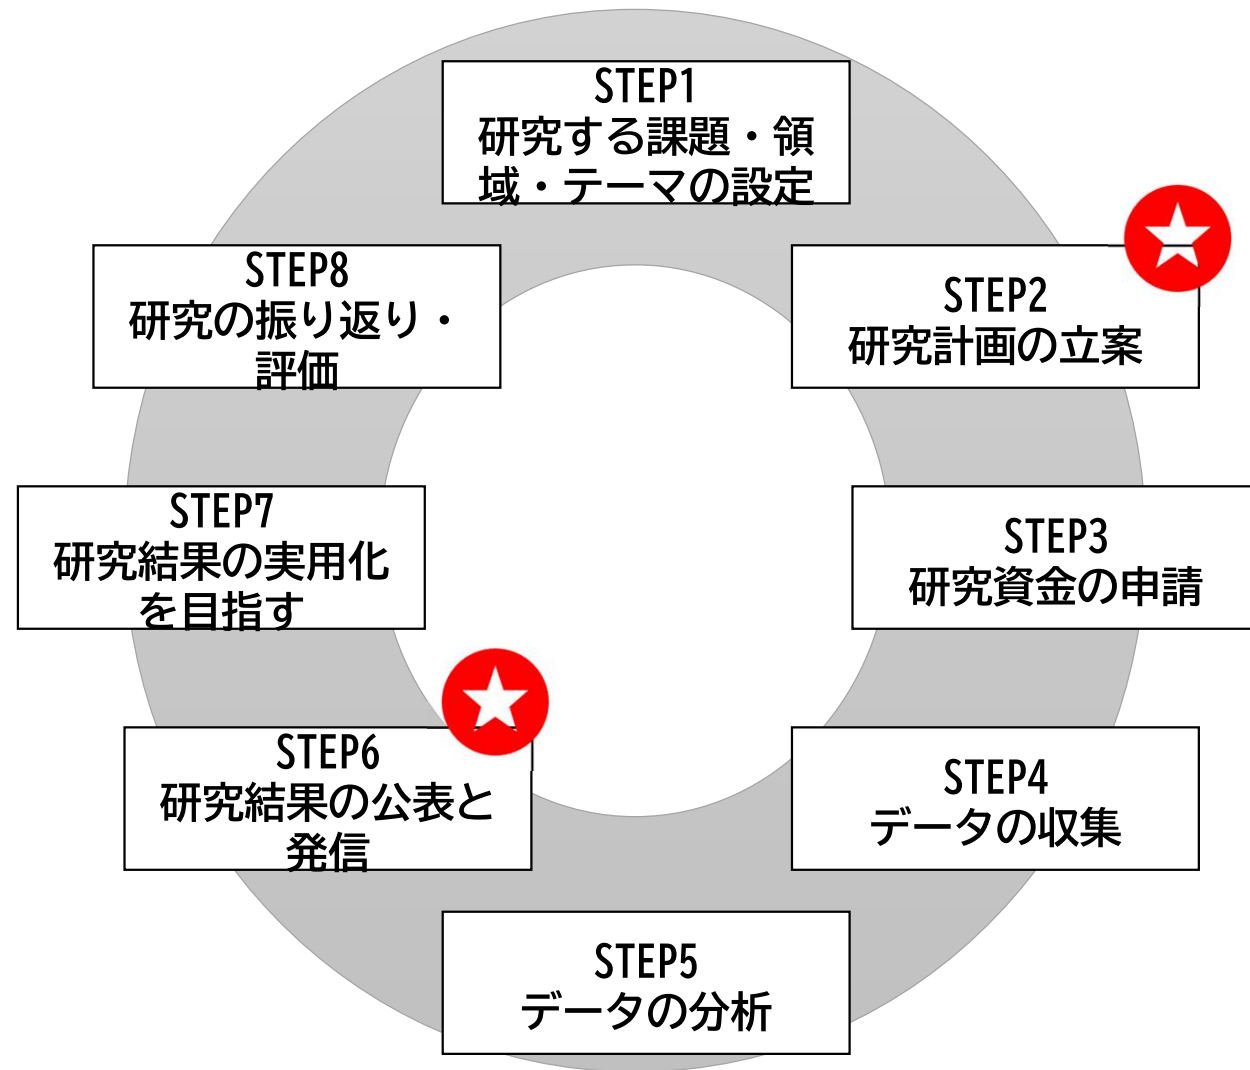 STEP1
研究する課題・領
域・テーマの設定
STEP2
研究計画の立案
STEP3
研究資金の申請
STEP4
データの収集
STEP5
データの分析
STEP6
研究結果の公表と
発信
STEP7
研究結果の実用化
を目指す
STEP8
研究の振り返り・
評価